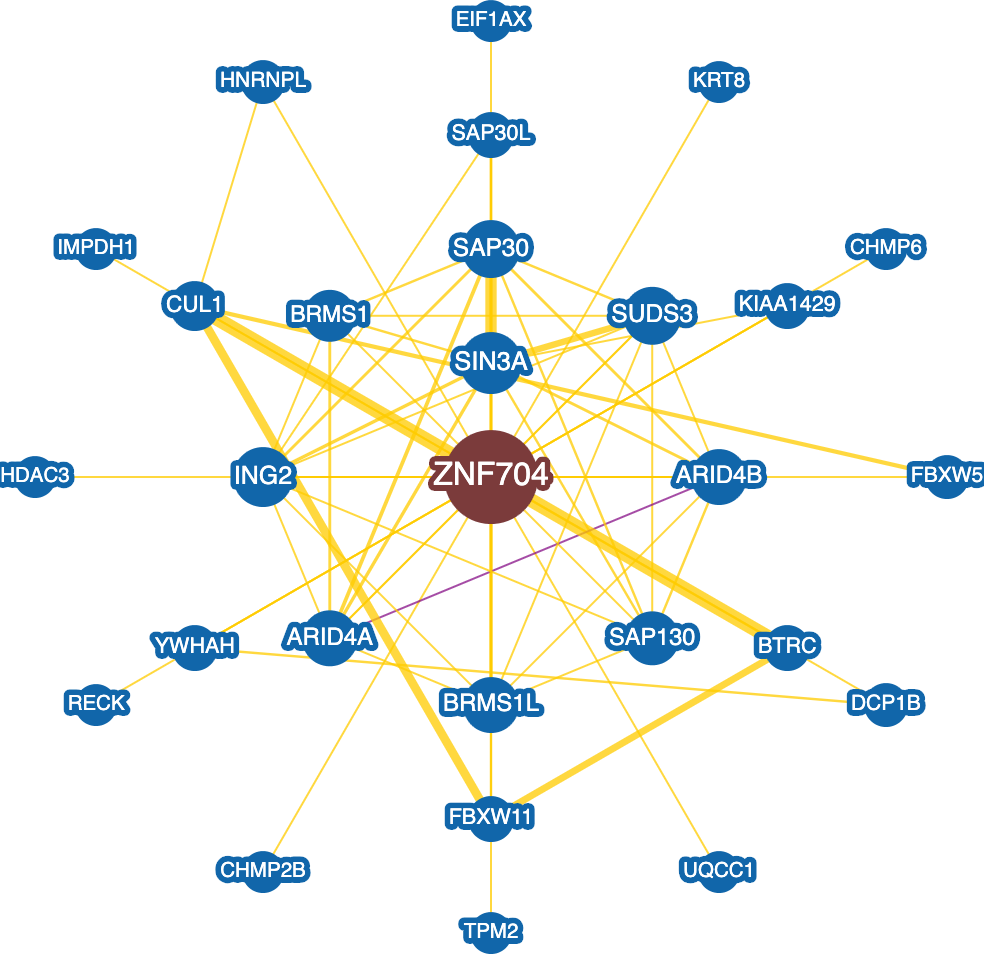 EIF1AX
HNRNPL
KRT8
SAP30L
IMPDH1
SAP30
CHMP6
CUL1
BRMS1
SUDS3
KIAA1429
SIN3A
HDAC3
ING2
ZNF704
ARID4B
FBXW5
YWHAH
ARID4A
SAP130
BTRC
RECK
BRMS1L
DCP1B
FBXW11
CHMP2B
UQCC1
TPM2